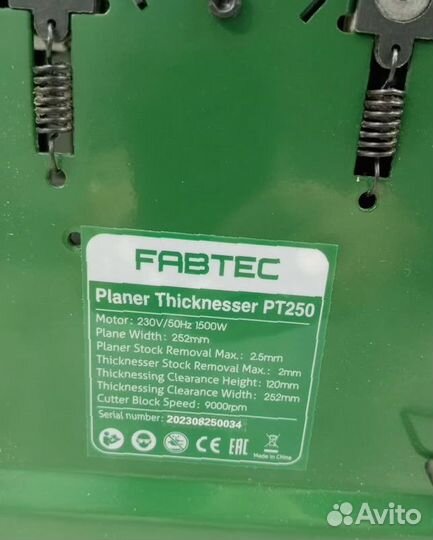 FABTEC
Planer Thicknesser PT250
Motor: 230V/50Hz 1500W
Plane Width: 252mm
Planer Stock Removal Max.: 2.5mm
Thicknesser Stock Removal Max.: 2mm
Thicknessing Clearance Height: 120mm
Thicknessing Clearance Width: 252mm
Cutter Block Speed: 9000rpm
Serial number: 202308250034
CE EAC
Made in China
Avito